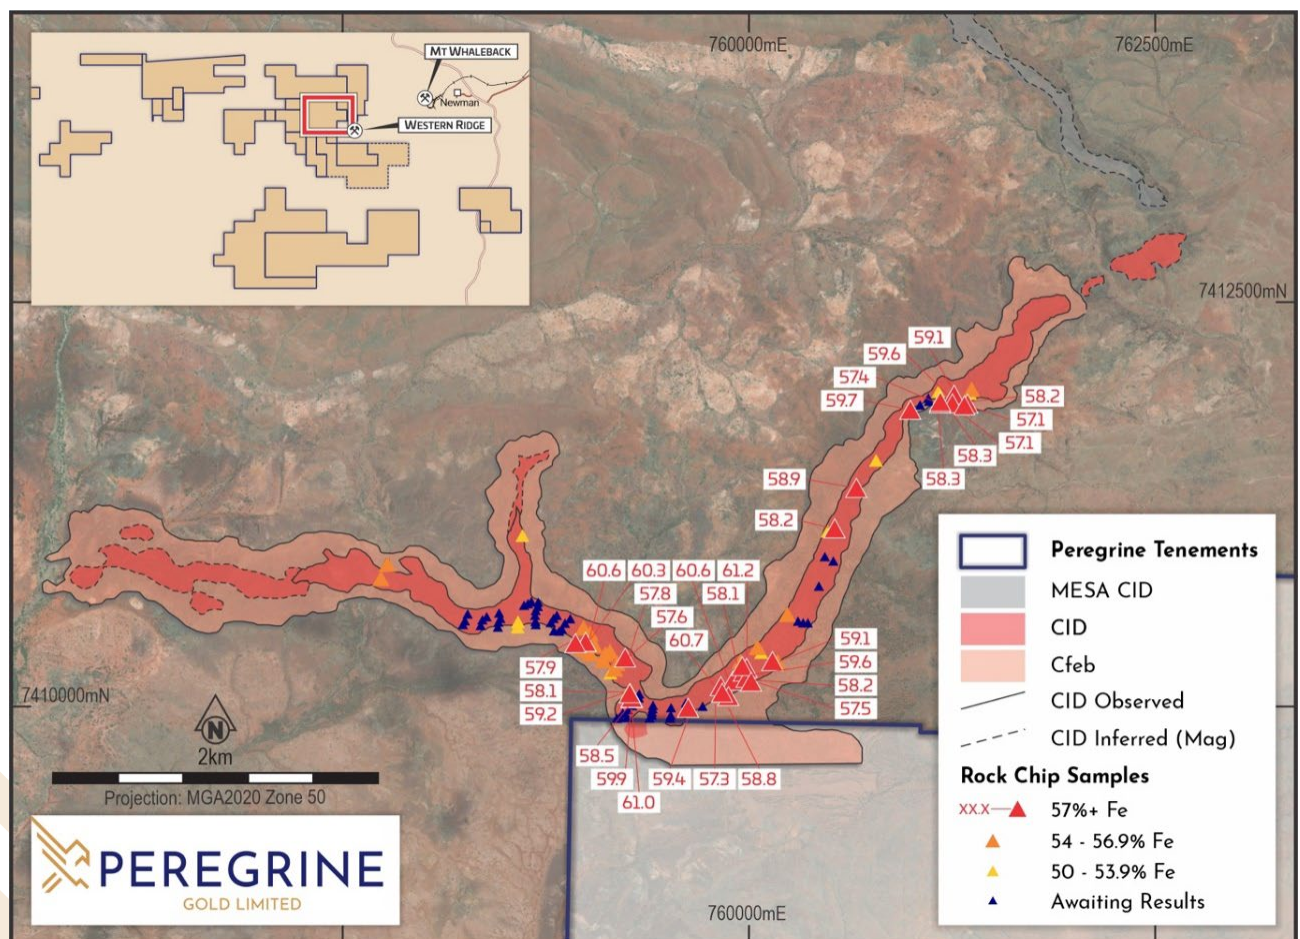 MT WHALEBACK
Newman
WESTERN RIDGE
760000mE
762500mE
7412500mN
59.1
59.6
57.4
59.7
58.2
57.1
57.1
58.3
58.3
58.9
58.2
60.6
60.3
60.6
61.2
57.8
58.1
57.6
60.7
59.1
59.6
58.2
57.5
57.9
58.1
59.2
58.5
59.9
59.4
57.3
58.8
61.0
7410000mN
N
2km
Projection: MGA2020 Zone 50
PEREGRINE
GOLD LIMITED
760000mE
Peregrine Tenements
MESA CID
CID
Cfeb
CID Observed
CID Inferred (Mag)
Rock Chip Samples
XX.X 57%+ Fe
54 - 56.9% Fe
50 - 53.9% Fe
Awaiting Results